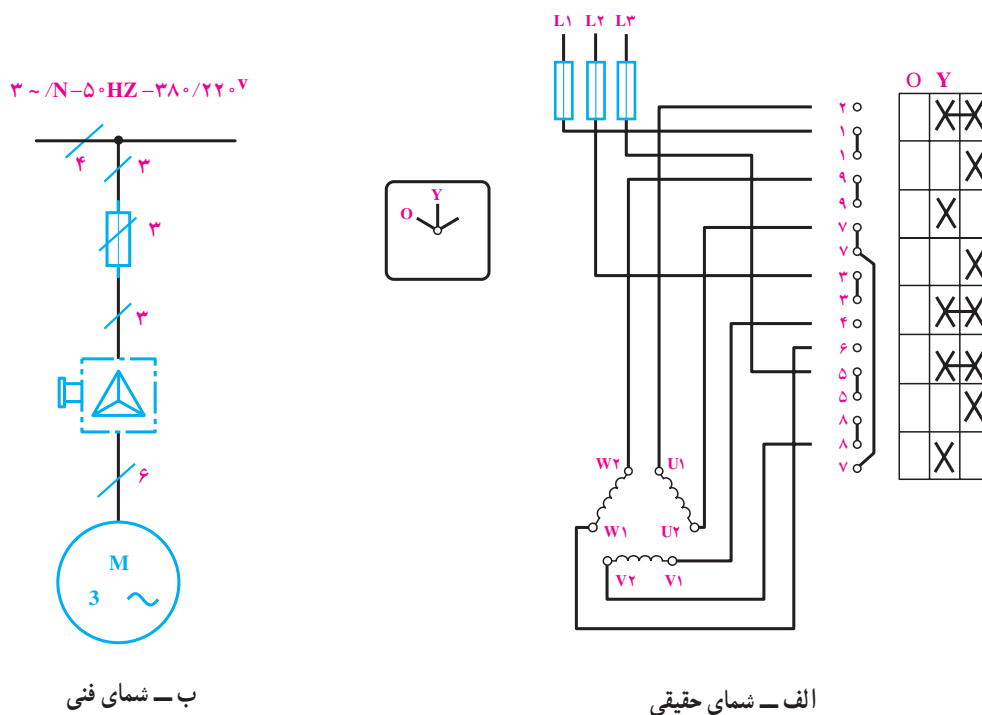 L۱ L۲ L۳
۳ ~ /N–۵۰HZ–۳۸۰/۲۲۰ᵛ
۴
۳
۳
۳
۶
M
3
Y
O
O Y
۲
۱
۱
۹
۹
۷
۷
۳
۳
۴
۶
۵
۵
۸
۸
۷
W۲ U۱
W۱ U۲
V۲ V۱
الف ــ شمای حقیقی
ب ــ شمای فنی